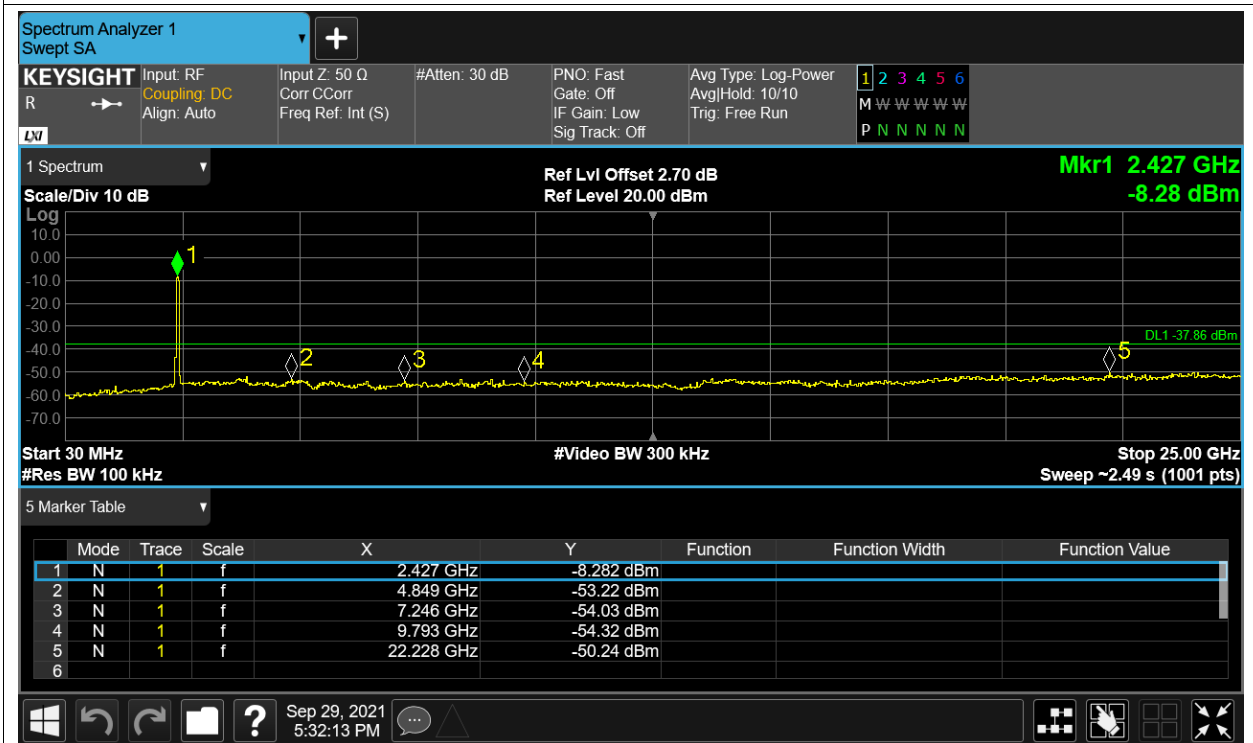 Spectrum Analyzer 1
Swept SA
KEYSIGHT
R
LXI
Input: RF
Coupling: DC
Align: Auto
Input Z: 50 Ω
Corr CCorr
Freq Ref: Int (S)
#Atten: 30 dB
PNO: Fast
Gate: Off
IF Gain: Low
Sig Track: Off
Avg Type: Log-Power
Avg|Hold: 10/10
Trig: Free Run
1 2 3 4 5 6
M W W W W W
P N N N N N
1 Spectrum
Scale/Div 10 dB
Ref Lvl Offset 2.70 dB
Ref Level 20.00 dBm
Mkr1 2.427 GHz
-8.28 dBm
Log
10.0
0.00
-10.0
-20.0
-30.0
-40.0
-50.0
-60.0
-70.0
1
2
3
4
5
DL1 -37.86 dBm
Start 30 MHz
#Video BW 300 kHz
Stop 25.00 GHz
#Res BW 100 kHz
Sweep ~2.49 s (1001 pts)
5 Marker Table
Mode Trace Scale X Y Function Function Width Function Value
1 N 1 f 2.427 GHz -8.282 dBm
2 N 1 f 4.849 GHz -53.22 dBm
3 N 1 f 7.246 GHz -54.03 dBm
4 N 1 f 9.793 GHz -54.32 dBm
5 N 1 f 22.228 GHz -50.24 dBm
6
?
Sep 29, 2021
5:32:13 PM